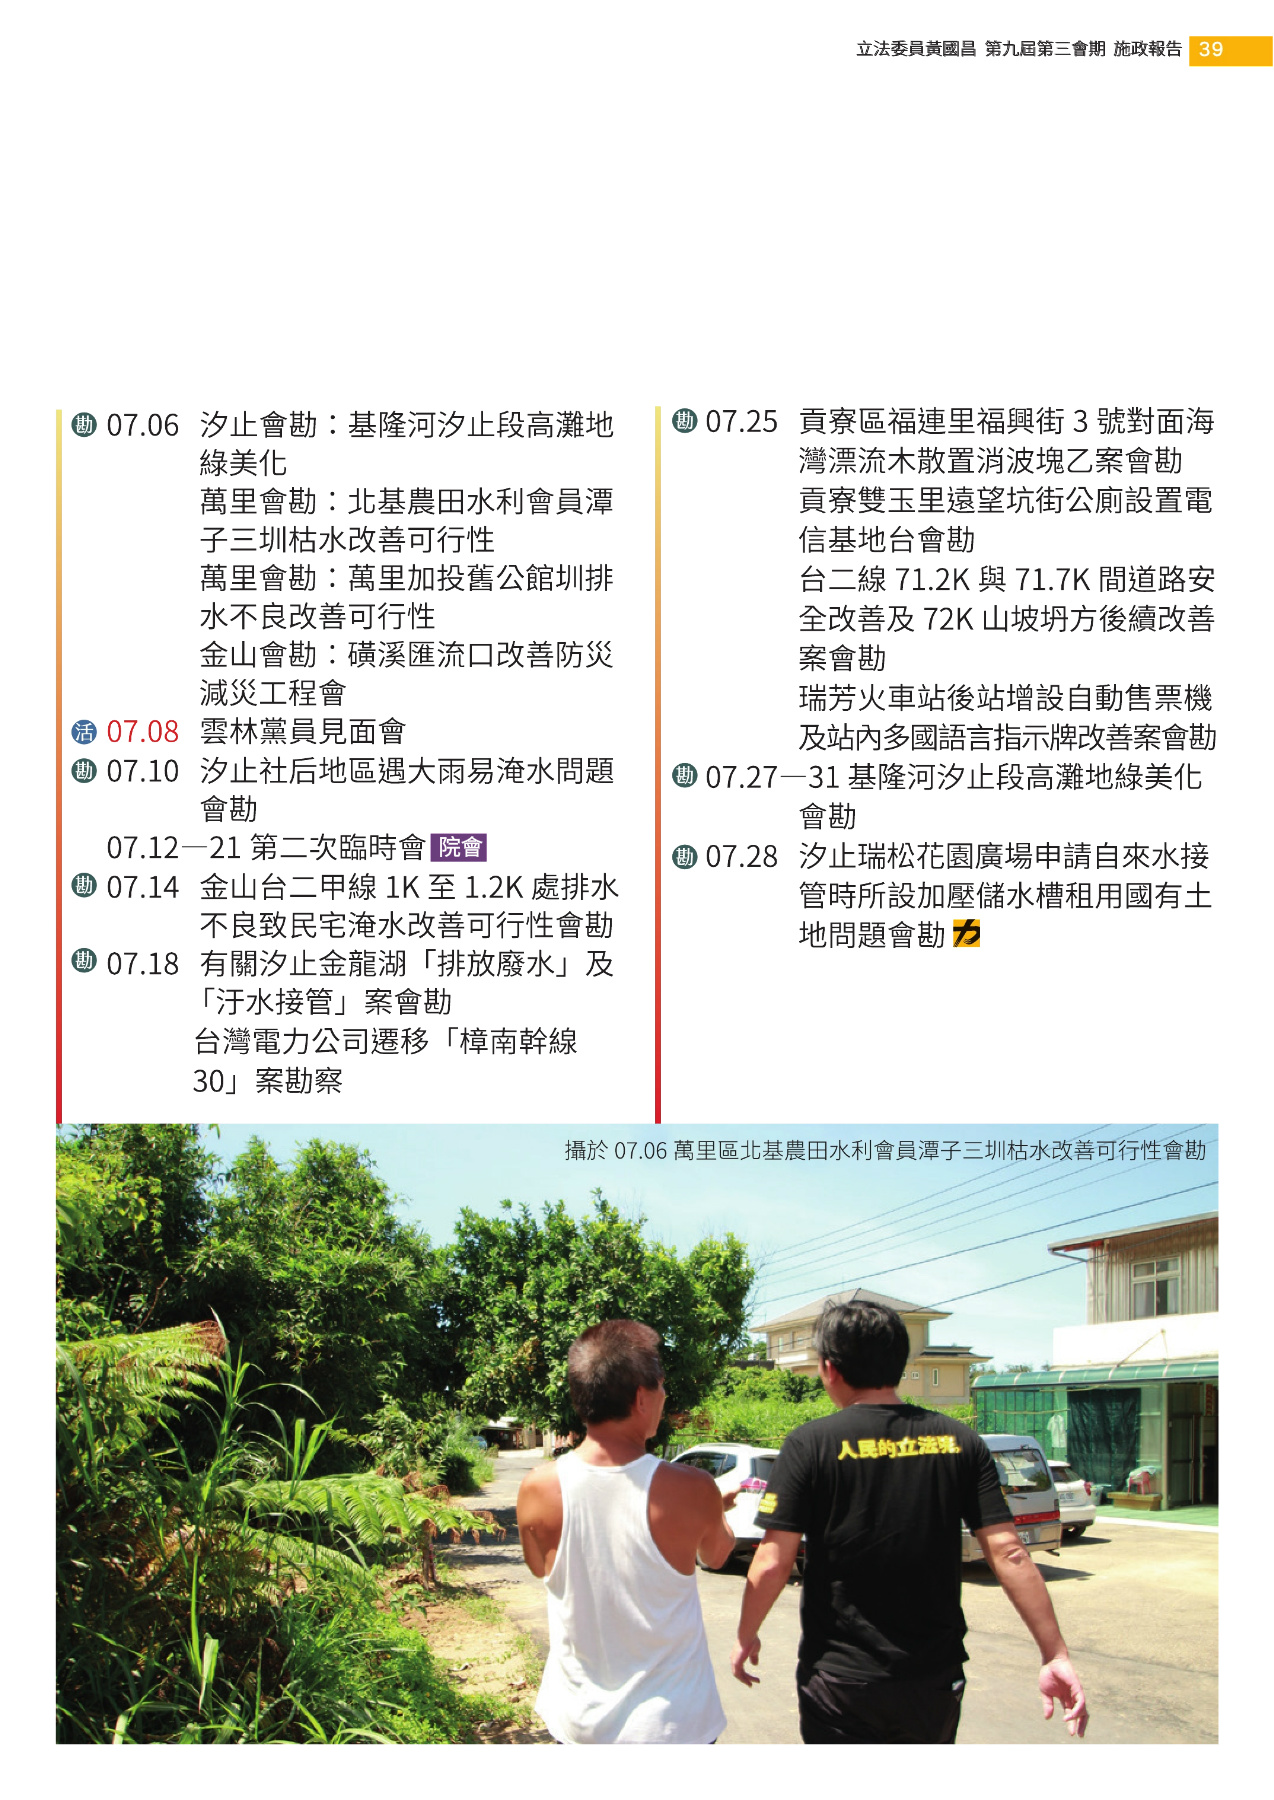 立法委員黃國昌 第九屆第三會期 施政報告 39
勘 07.06 汐止會勘：基隆河汐止段高灘地
綠美化
萬里會勘：北基農田水利會員潭
子三圳枯水改善可行性
萬里會勘：萬里加投舊公館圳排
水不良改善可行性
金山會勘：磺溪匯流口改善防災
減災工程會
活 07.08 雲林黨員見面會
勘 07.10 汐止社后地區遇大雨易淹水問題
會勘
07.12—21 第二次臨時會 院會
勘 07.14 金山台二甲線 1K 至 1.2K 處排水
不良致民宅淹水改善可行性會勘
勘 07.18 有關汐止金龍湖「排放廢水」及
「汙水接管」案會勘
台灣電力公司遷移「樟南幹線
30」案勘察
勘 07.25 貢寮區福連里福興街 3 號對面海
灣漂流木散置消波塊乙案會勘
貢寮雙玉里遠望坑街公廁設置電
信基地台會勘
台二線 71.2K 與 71.7K 間道路安
全改善及 72K 山坡坍方後續改善
案會勘
瑞芳火車站後站增設自動售票機
及站內多國語言指示牌改善案會勘
勘 07.27—31 基隆河汐止段高灘地綠美化
會勘
勘 07.28 汐止瑞松花園廣場申請自來水接
管時所設加壓儲水槽租用國有土
地問題會勘 力
攝於 07.06 萬里區北基農田水利會員潭子三圳枯水改善可行性會勘
人民的立法院